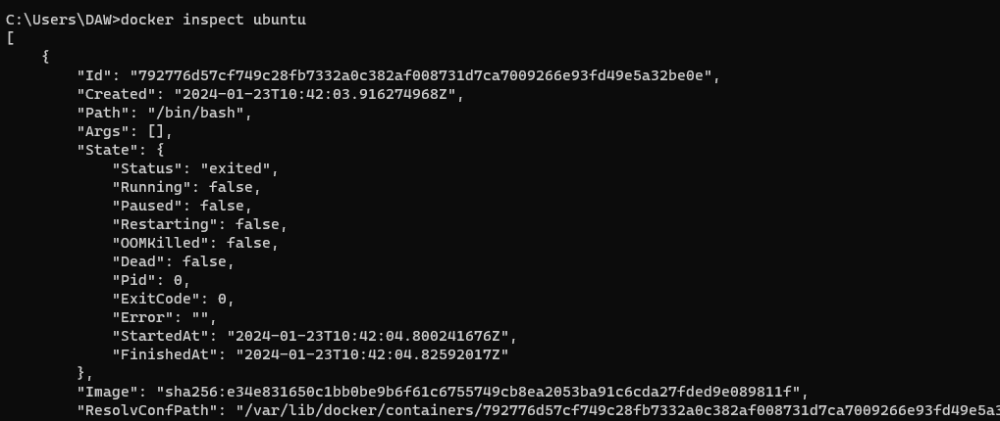 C:\Users\DAW>docker inspect ubuntu
[
    {
        "Id": "792776d57cf749c28fb7332a0c382af008731d7ca7009266e93fd49e5a32be0e",
        "Created": "2024-01-23T10:42:03.916274968Z",
        "Path": "/bin/bash",
        "Args": [],
        "State": {
            "Status": "exited",
            "Running": false,
            "Paused": false,
            "Restarting": false,
            "OOMKilled": false,
            "Dead": false,
            "Pid": 0,
            "ExitCode": 0,
            "Error": "",
            "StartedAt": "2024-01-23T10:42:04.800241676Z",
            "FinishedAt": "2024-01-23T10:42:04.82592017Z"
        },
        "Image": "sha256:e34e831650c1bb0be9b6f61c6755749cb8ea2053ba91c6cda27fded9e089811f",
        "ResolvConfPath": "/var/lib/docker/containers/792776d57cf749c28fb7332a0c382af008731d7ca7009266e93fd49e5a3